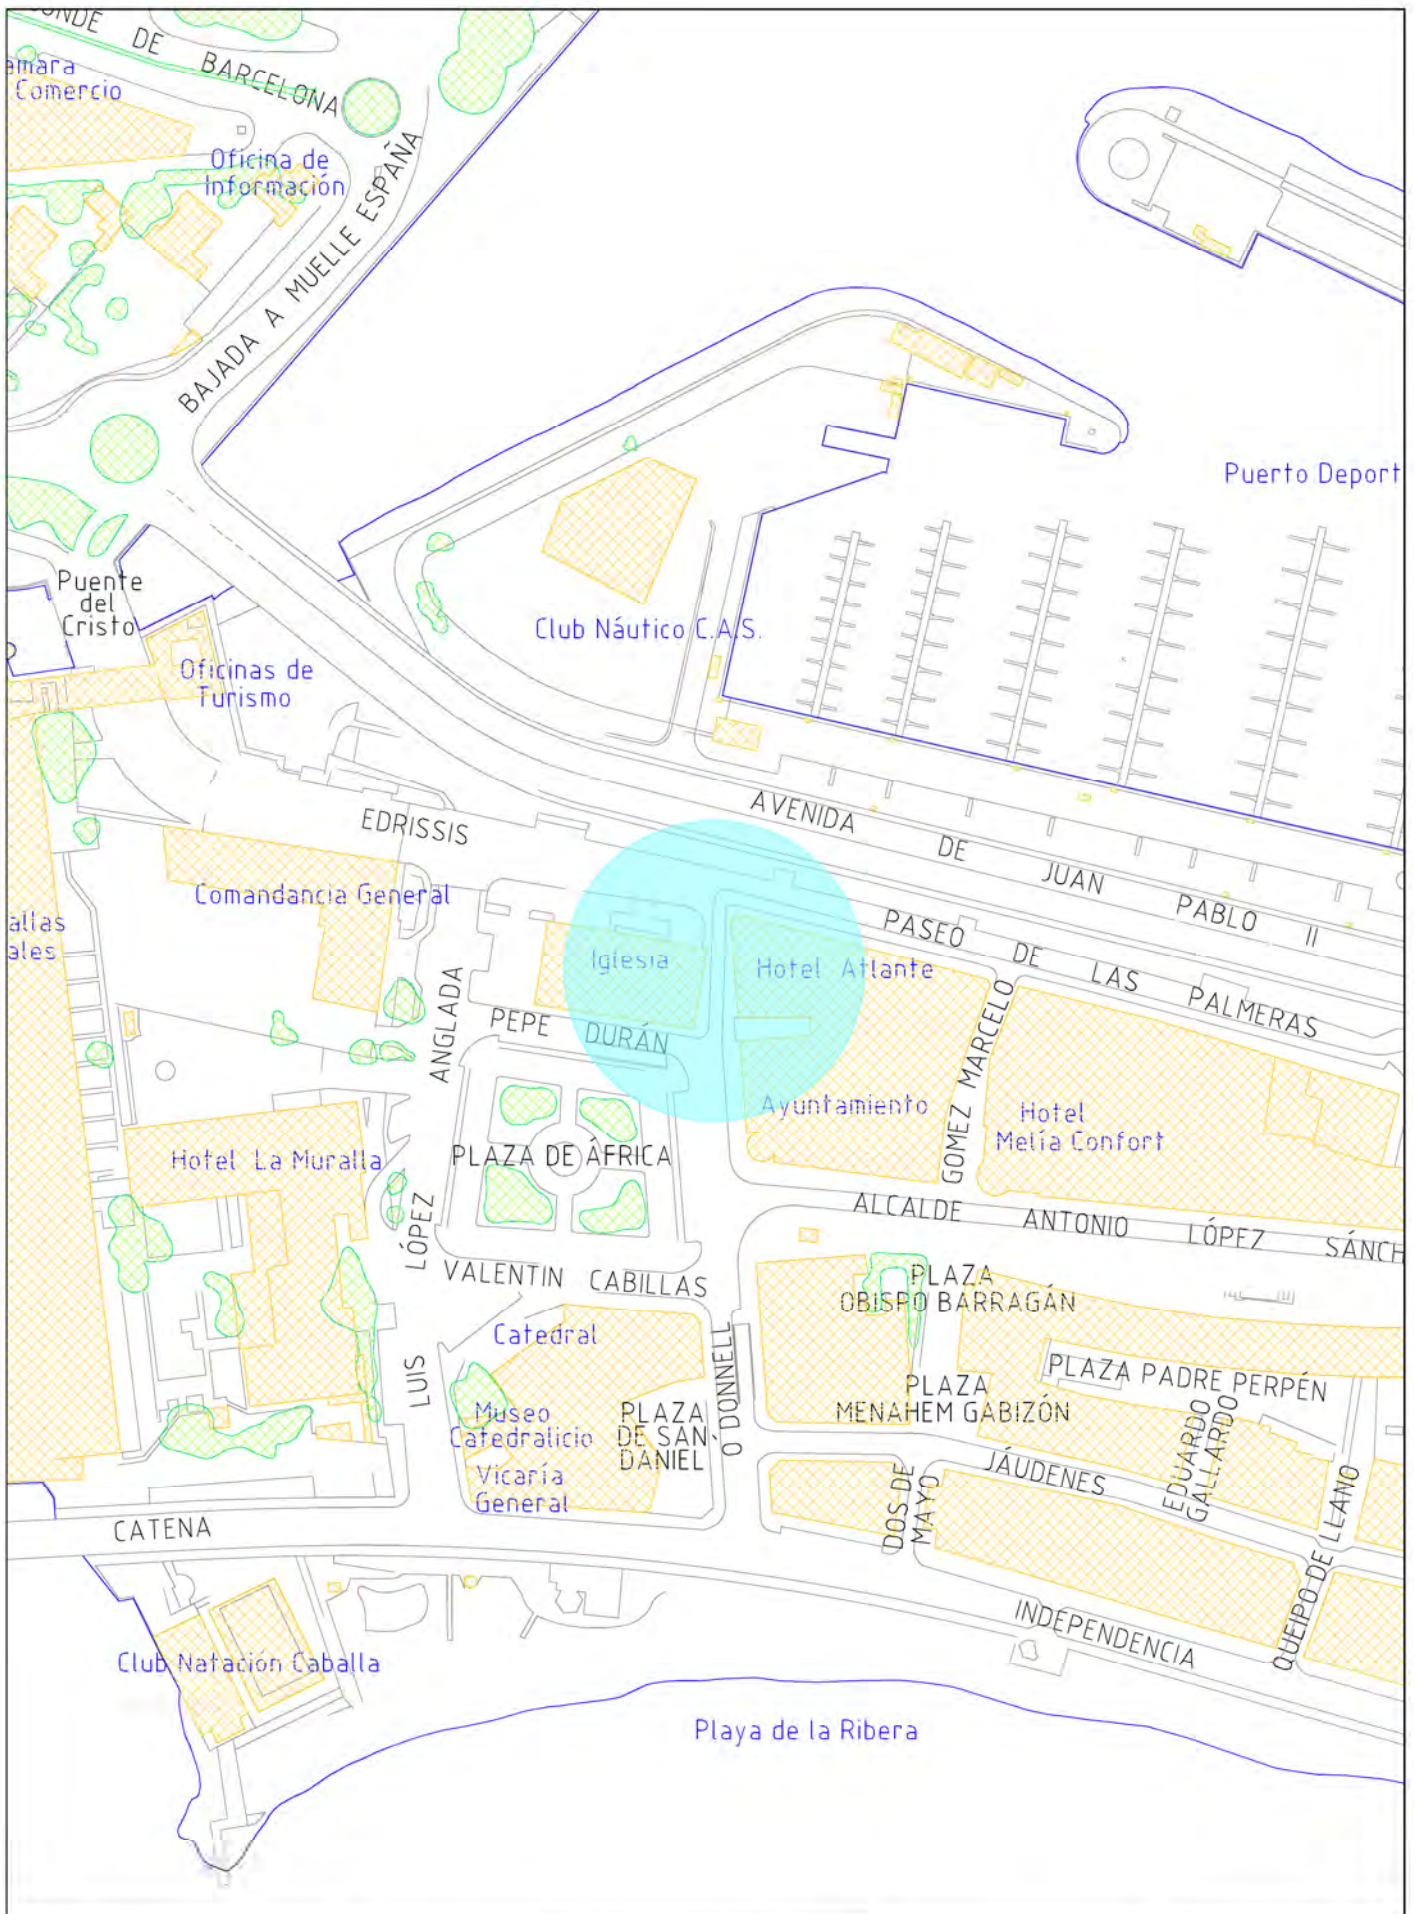 DE
BARCELONA
Comercio
Oficina de
Información
BAJADA A MUELLE ESPAÑA
Puerto Deport
Puente
del
Cristo
Club Náutico C.A.S.
Oficinas de
Turismo
EDRISSIS
AVENIDA DE JUAN PABLO II
Comandancia General
PASEO DE LAS PALMERAS
allas
ales
Iglesia
Hotel Atlante
ANGLADA
PEPE DURÁN
GOMEZ MARCELO
Ayuntamiento
Hotel
Melía Confort
Hotel La Muralla
PLAZA DE ÁFRICA
LÓPEZ
ALCALDE ANTONIO LÓPEZ SÁNCH
VALENTIN CABILLAS
PLAZA
OBISPO BARRAGÁN
Catedral
O DONNELL
LUIS
PLAZA PADRE PERPÉN
PLAZA
MENAHEM GABIZÓN
Museo
Catedralicio
PLAZA
DE SAN
DANIEL
EDUARDO
GALLARDO
Vicaría
General
JÁUDENES
DOS DE
MAYO
QUEIPO DE LLANO
CATENA
INDEPENDENCIA
Club Natación Caballa
Playa de la Ribera